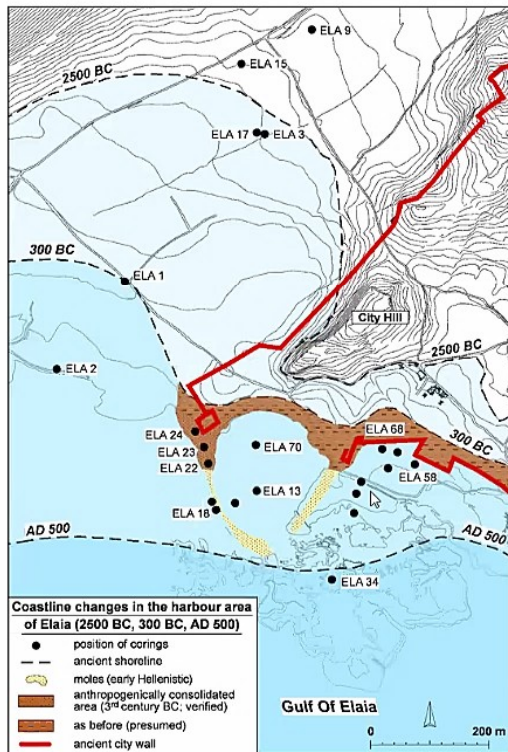 ELA 9
2500 BC
ELA 15
ELA 17
ELA 3
300 BC
ELA 1
City Hill
2500 BC
ELA 2
ELA 24
ELA 68
300 BC
ELA 23
ELA 70
ELA 22
ELA 58
ELA 13
ELA 18
AD 500
AD 500
ELA 34
Coastline changes in the harbour area
of Elaia (2500 BC, 300 BC, AD 500)
position of corings
ancient shoreline
moles (early Hellenistic)
anthropogenically consolidated
area (3rd century BC; verified)
as before (presumed)
ancient city wall
Gulf Of Elaia
0 200 m